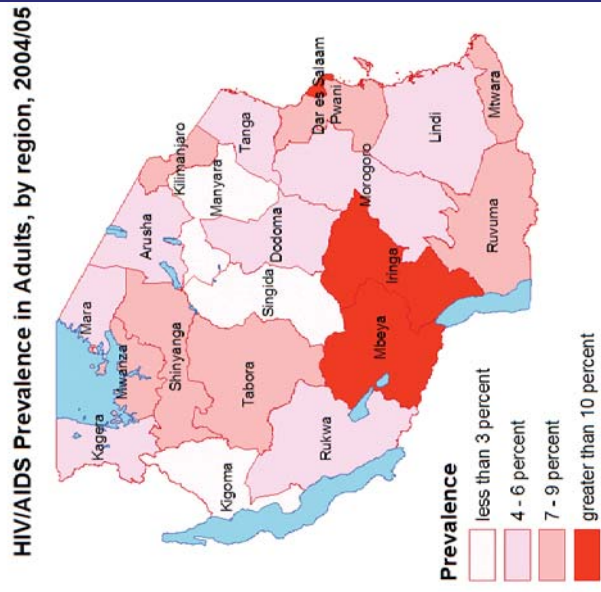 HIV/AIDS Prevalence in Adults, by region, 2004/05
Kagera
Mara
Mwanza
Arusha
Shinyanga
Kilimanjaro
Manyara
Kigoma
Tabora
Singida
Tanga
Dodoma
Dar es Salaam
Pwani
Rukwa
Morogoro
Mbeya
Iringa
Lindi
Ruvuma
Mtwara
Prevalence
less than 3 percent
4 - 6 percent
7 - 9 percent
greater than 10 percent